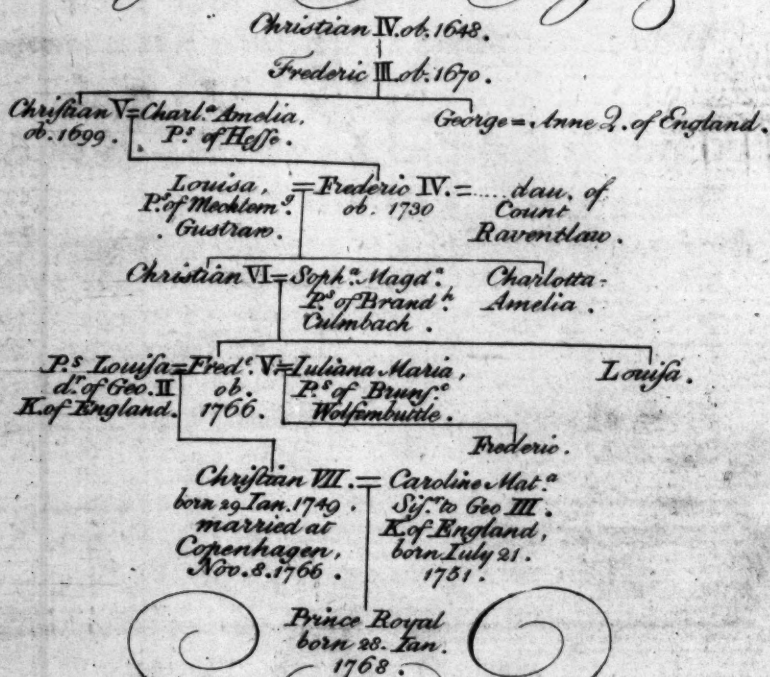 Christian IV. ob. 1648.
Frederic III. ob. 1670.
Chriſtian V = Charl.ᵃ Amelia,
ob. 1699. P.ˢ of Heſſe.
George = Anne Q. of England.
Louisa, = Frederic IV. = ..... dau. of
P.ˢ of Mecklem.ᵍ ob. 1730 Count
Gustraw. Raventlaw.
Christian VI = Soph.ᵃ Magd.ᵃ Charlotta-
P.ˢ of Brand.ʰ Amelia.
Culmbach.
P.ˢ Louiſa = Fred.ᶜ V = Iuliana Maria, Louiſa.
d.ʳ of Geo. II ob. P.ˢ of Brunſ.ᶜ
K. of England. 1766. Wolfembuttle.
Frederic.
Chriſtian VII. = Caroline Mat.ᵃ
born 29 Ian. 1749. Siſ.ʳ to Geo III.
married at K. of England,
Copenhagen, born Iuly 21.
Nov. 8. 1766. 1751.
Prince Royal
born 28. Ian.
1768.